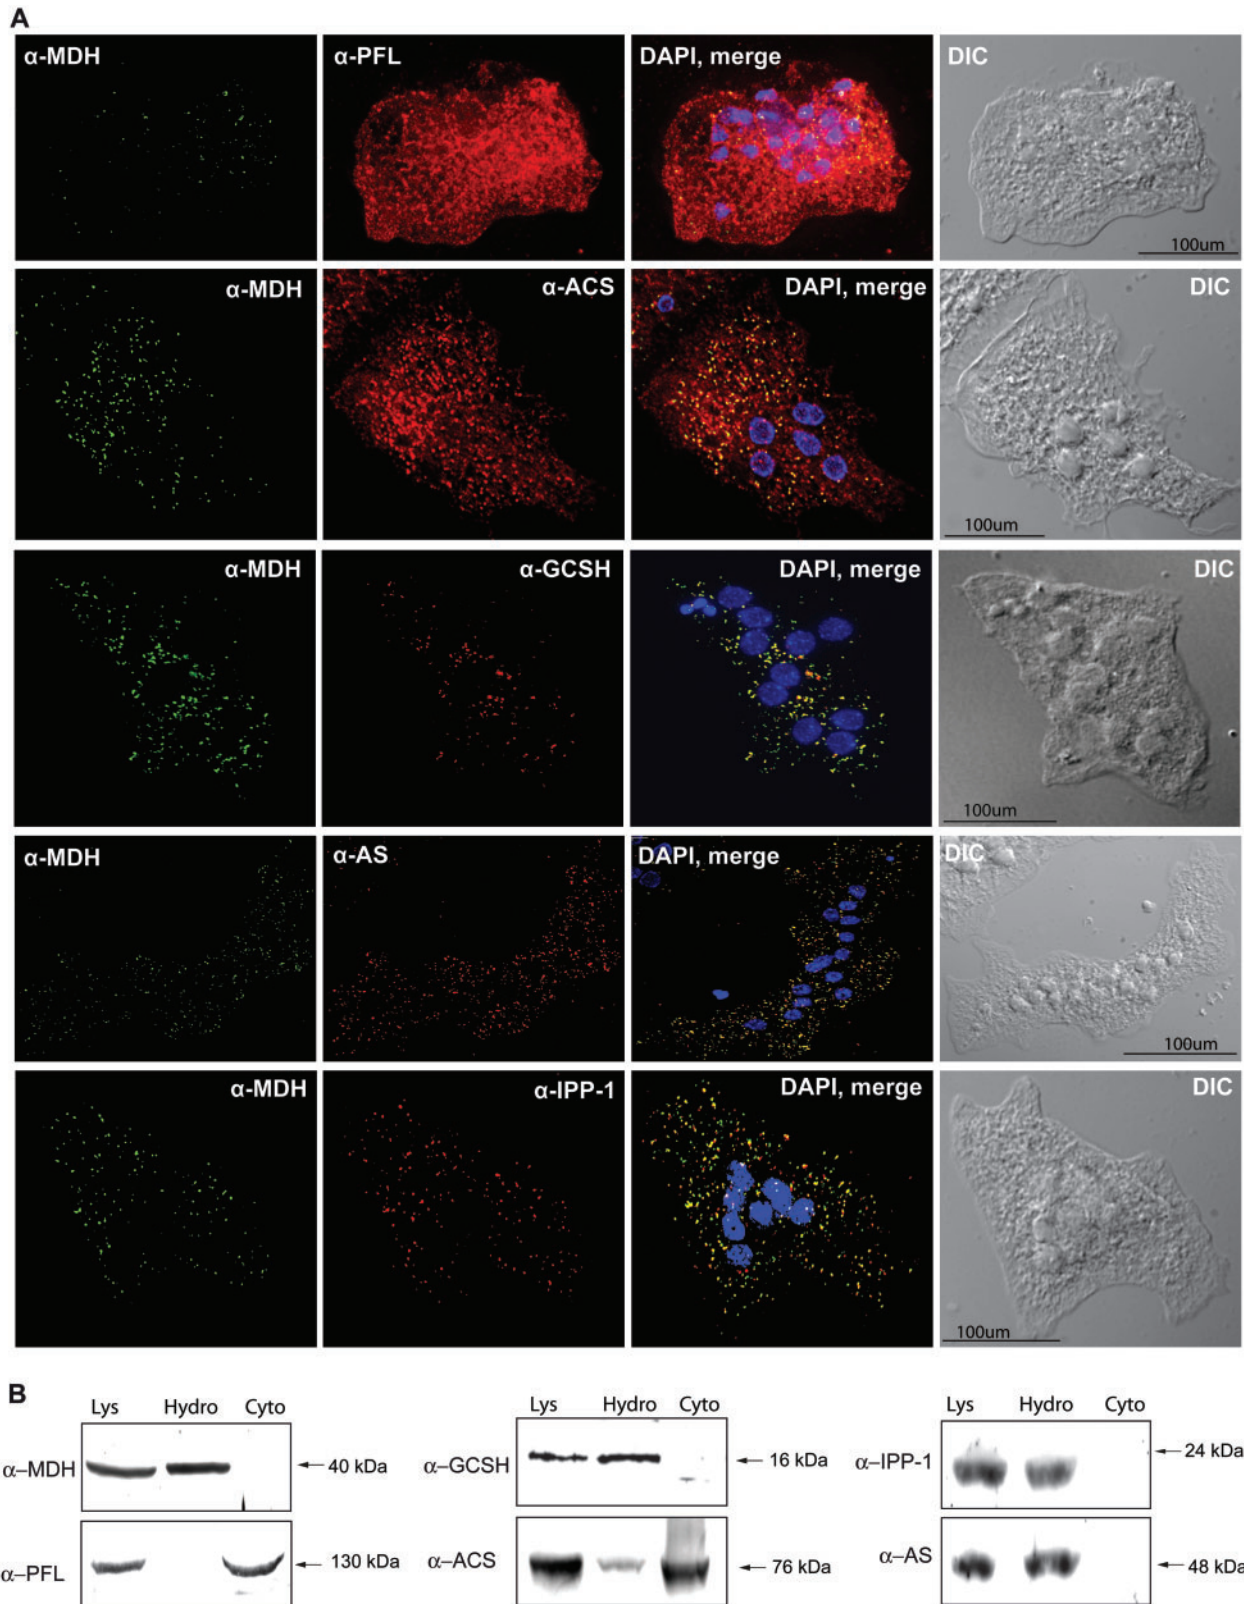 A
α-MDH α-PFL DAPI, merge DIC
100um
α-MDH α-ACS DAPI, merge DIC
100um
α-MDH α-GCSH DAPI, merge DIC
100um
α-MDH α-AS DAPI, merge DIC
100um
α-MDH α-IPP-1 DAPI, merge DIC
100um
B
Lys Hydro Cyto Lys Hydro Cyto Lys Hydro Cyto
α–MDH 40 kDa α–GCSH 16 kDa α–IPP-1 24 kDa
α–PFL 130 kDa α–ACS 76 kDa α–AS 48 kDa